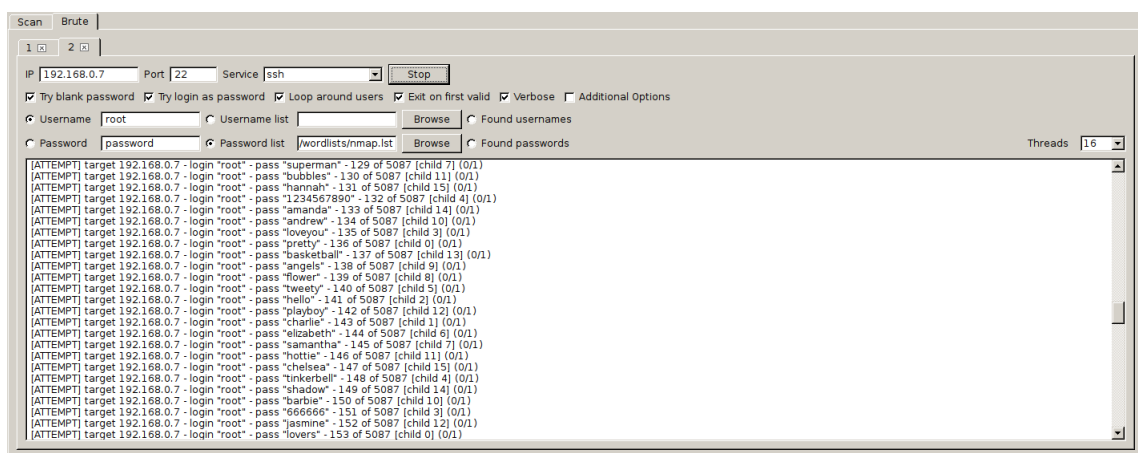 Scan Brute
1 2
IP 192.168.0.7 Port 22 Service ssh Stop
Try blank password Try login as password Loop around users Exit on first valid Verbose Additional Options
Username root Username list Browse Found usernames
Password password Password list /wordlists/nmap.lst Browse Found passwords Threads 16
[ATTEMPT] target 192.168.0.7 - login "root" - pass "superman" - 129 of 5087 [child 7] (0/1)
[ATTEMPT] target 192.168.0.7 - login "root" - pass "bubbles" - 130 of 5087 [child 11] (0/1)
[ATTEMPT] target 192.168.0.7 - login "root" - pass "hannah" - 131 of 5087 [child 15] (0/1)
[ATTEMPT] target 192.168.0.7 - login "root" - pass "1234567890" - 132 of 5087 [child 4] (0/1)
[ATTEMPT] target 192.168.0.7 - login "root" - pass "amanda" - 133 of 5087 [child 14] (0/1)
[ATTEMPT] target 192.168.0.7 - login "root" - pass "andrew" - 134 of 5087 [child 10] (0/1)
[ATTEMPT] target 192.168.0.7 - login "root" - pass "loveyou" - 135 of 5087 [child 3] (0/1)
[ATTEMPT] target 192.168.0.7 - login "root" - pass "pretty" - 136 of 5087 [child 0] (0/1)
[ATTEMPT] target 192.168.0.7 - login "root" - pass "basketball" - 137 of 5087 [child 13] (0/1)
[ATTEMPT] target 192.168.0.7 - login "root" - pass "angels" - 138 of 5087 [child 9] (0/1)
[ATTEMPT] target 192.168.0.7 - login "root" - pass "flower" - 139 of 5087 [child 8] (0/1)
[ATTEMPT] target 192.168.0.7 - login "root" - pass "tweety" - 140 of 5087 [child 5] (0/1)
[ATTEMPT] target 192.168.0.7 - login "root" - pass "hello" - 141 of 5087 [child 2] (0/1)
[ATTEMPT] target 192.168.0.7 - login "root" - pass "playboy" - 142 of 5087 [child 12] (0/1)
[ATTEMPT] target 192.168.0.7 - login "root" - pass "charlie" - 143 of 5087 [child 1] (0/1)
[ATTEMPT] target 192.168.0.7 - login "root" - pass "elizabeth" - 144 of 5087 [child 6] (0/1)
[ATTEMPT] target 192.168.0.7 - login "root" - pass "samantha" - 145 of 5087 [child 7] (0/1)
[ATTEMPT] target 192.168.0.7 - login "root" - pass "hottie" - 146 of 5087 [child 11] (0/1)
[ATTEMPT] target 192.168.0.7 - login "root" - pass "chelsea" - 147 of 5087 [child 15] (0/1)
[ATTEMPT] target 192.168.0.7 - login "root" - pass "tinkerbell" - 148 of 5087 [child 4] (0/1)
[ATTEMPT] target 192.168.0.7 - login "root" - pass "shadow" - 149 of 5087 [child 14] (0/1)
[ATTEMPT] target 192.168.0.7 - login "root" - pass "barbie" - 150 of 5087 [child 10] (0/1)
[ATTEMPT] target 192.168.0.7 - login "root" - pass "666666" - 151 of 5087 [child 3] (0/1)
[ATTEMPT] target 192.168.0.7 - login "root" - pass "jasmine" - 152 of 5087 [child 12] (0/1)
[ATTEMPT] target 192.168.0.7 - login "root" - pass "lovers" - 153 of 5087 [child 0] (0/1)